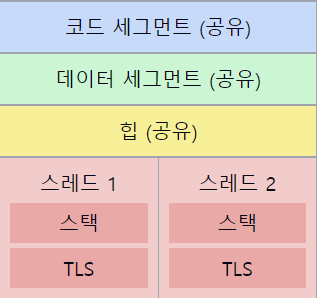 코드 세그먼트 (공유)
데이터 세그먼트 (공유)
힙 (공유)
스레드 1
스택
TLS
스레드 2
스택
TLS